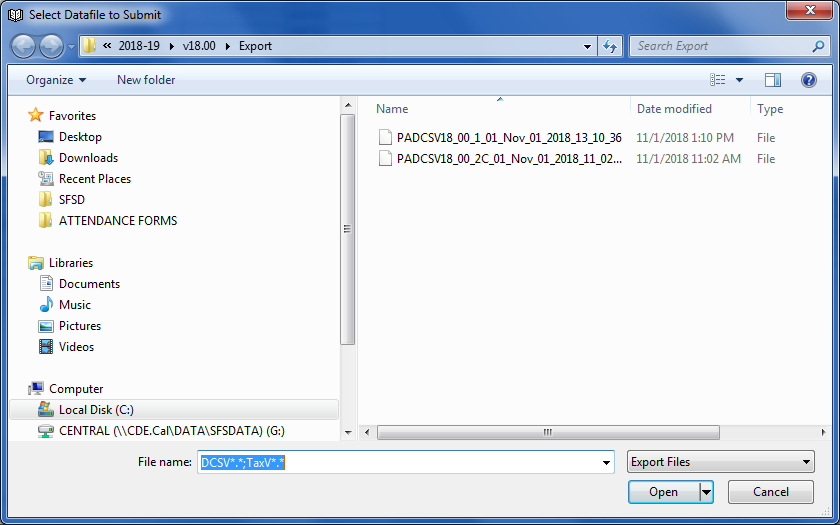 Select Datafile to Submit
« 2018-19 v18.00 Export
Search Export
Organize New folder
Name Date modified Type
PADCSV18_00_1_01_Nov_01_2018_13_10_36 11/1/2018 1:10 PM File
PADCSV18_00_2C_01_Nov_01_2018_11_02... 11/1/2018 11:02 AM File
Favorites
Desktop
Downloads
Recent Places
SFSD
ATTENDANCE FORMS
Libraries
Documents
Music
Pictures
Videos
Computer
Local Disk (C:)
CENTRAL (\\CDE.Cal\DATA\SFSDATA) (G:)
File name: DCSV*.*;TaxV*.* Export Files
Open Cancel